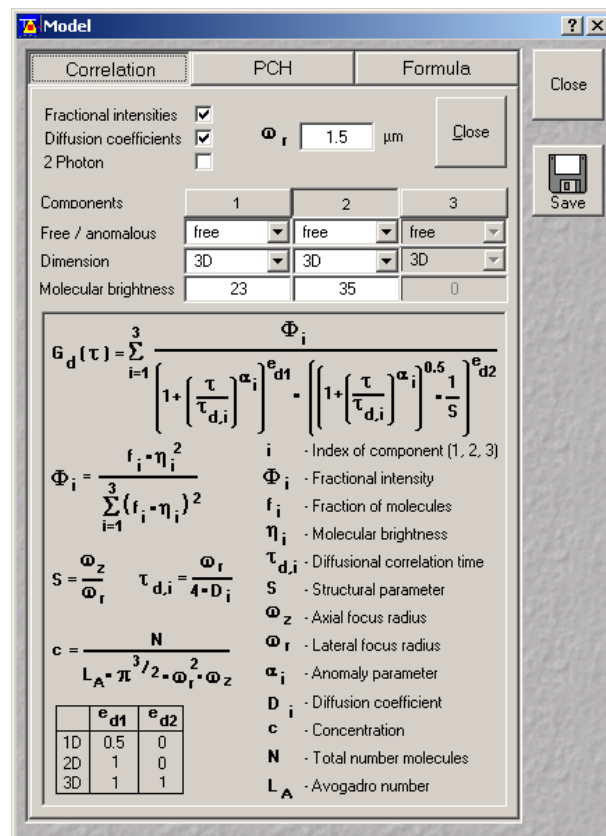 Model
Correlation PCH Formula
Close
Save
Fractional intensities
Diffusion coefficients
2 Photon
ω r 1.5 µm
Close
Components 1 2 3
Free / anomalous free free free
Dimension 3D 3D 3D
Molecular brightness 23 35 0
G d (τ) = Σ i=1 3 Φ i / [1+(τ/τ d,i)^α i]^e d1 · [[1+(τ/τ d,i)^α i]^0.5 · 1/S]^e d2
Φ i = f i · η i ^2 / Σ i=1 3 (f i · η i)^2
S = ω z / ω r
τ d,i = ω r / 4 · D i
c = N / L A · π^3/2 · ω r ^2 · ω z
e d1 e d2
1D 0.5 0
2D 1 0
3D 1 1
i - Index of component (1, 2, 3)
Φ i - Fractional intensity
f i - Fraction of molecules
η i - Molecular brightness
τ d,i - Diffusional correlation time
S - Structural parameter
ω z - Axial focus radius
ω r - Lateral focus radius
α i - Anomaly parameter
D i - Diffusion coefficient
c - Concentration
N - Total number molecules
L A - Avogadro number